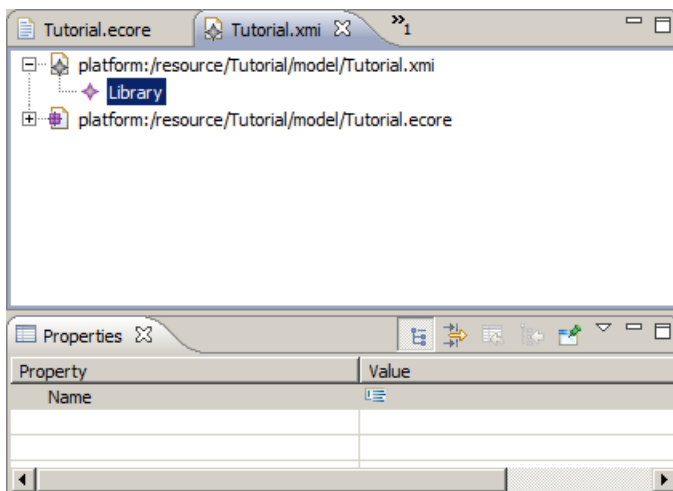 Tutorial.ecore Tutorial.xmi »1
platform:/resource/Tutorial/model/Tutorial.xmi
Library
platform:/resource/Tutorial/model/Tutorial.ecore
Properties
Property Value
Name